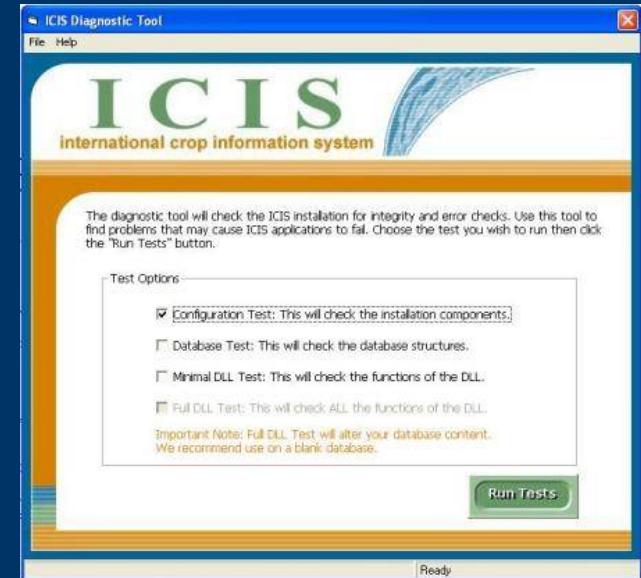 ICIS Diagnostic Tool
File Help
ICIS
international crop information system
The diagnostic tool will check the ICIS installation for integrity and error checks. Use this tool to
find problems that may cause ICIS applications to fail. Choose the test you wish to run then click
the "Run Tests" button.
Test Options
Configuration Test: This will check the installation components.
Database Test: This will check the database structures.
Minimal DLL Test: This will check the functions of the DLL.
Full DLL Test: This will check ALL the functions of the DLL.
Important Note: Full DLL Test will alter your database content.
We recommend use on a blank database.
Run Tests
Ready